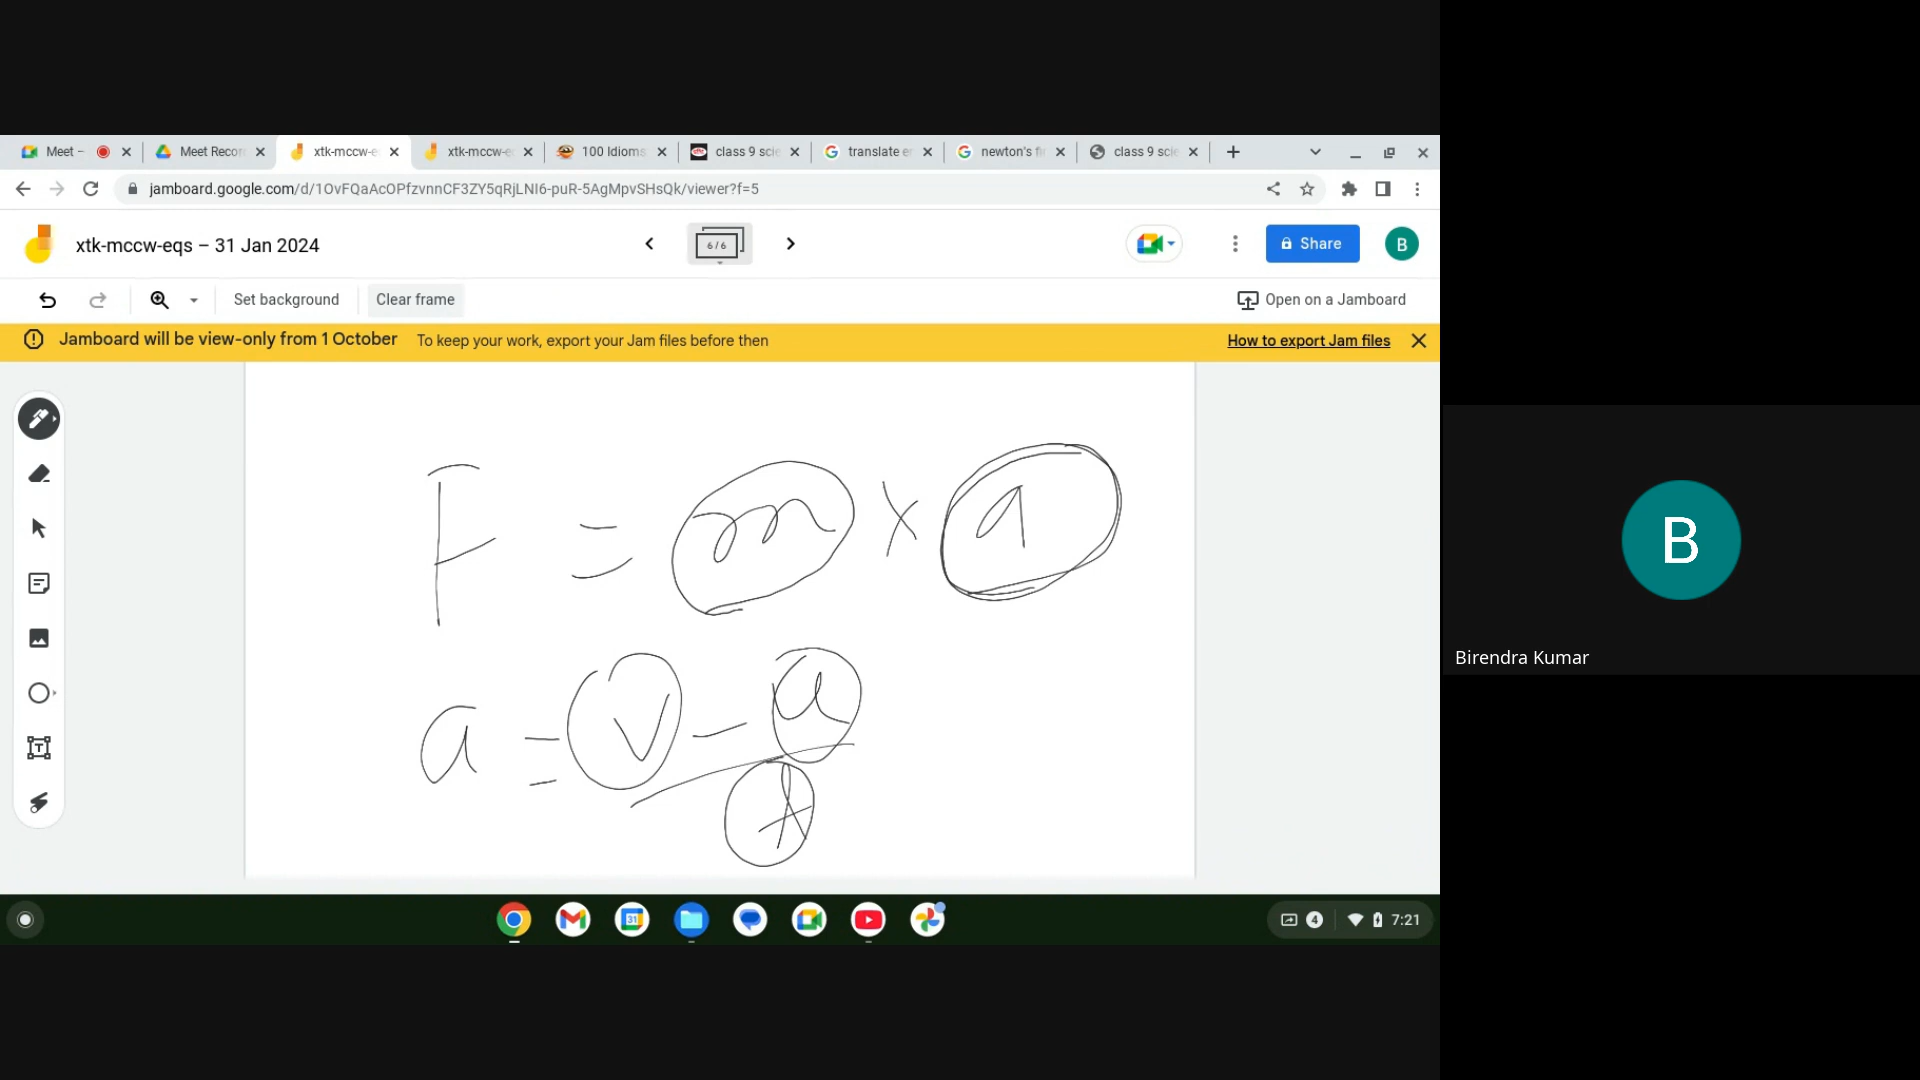 Meet –
Meet Recor
xtk-mccw-e
xtk-mccw-e
100 Idioms
class 9 scie
translate e
newton's fi
class 9 scie
jamboard.google.com/d/1OvFQaAcOPfzvnnCF3ZY5qRjLNI6-puR-5AgMpvSHsQk/viewer?f=5
xtk-mccw-eqs – 31 Jan 2024
6 / 6
Share
B
Set background
Clear frame
Open on a Jamboard
Jamboard will be view-only from 1 October To keep your work, export your Jam files before then
How to export Jam files
F = m x a
a = v - u
t
B
Birendra Kumar
31
4
7:21